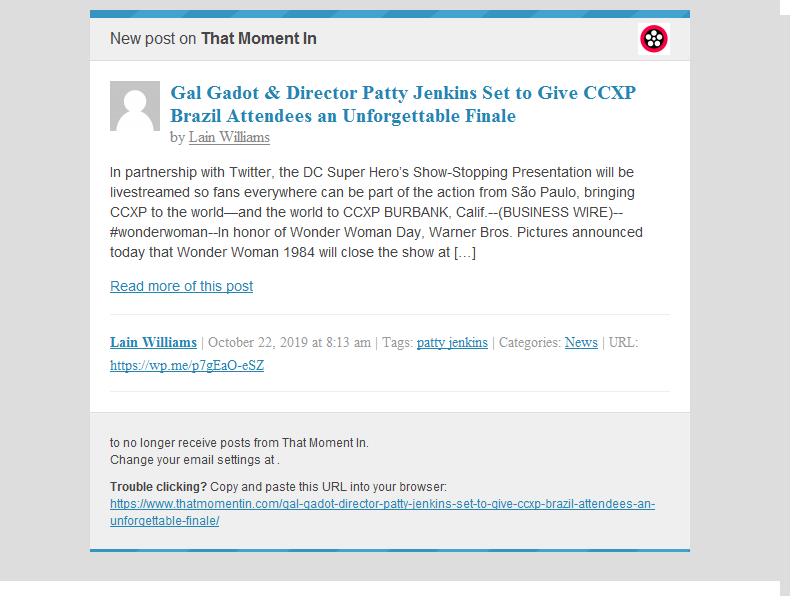 New post on That Moment In
Gal Gadot & Director Patty Jenkins Set to Give CCXP
Brazil Attendees an Unforgettable Finale
by Lain Williams
In partnership with Twitter, the DC Super Hero’s Show-Stopping Presentation will be
livestreamed so fans everywhere can be part of the action from São Paulo, bringing
CCXP to the world—and the world to CCXP BURBANK, Calif.--(BUSINESS WIRE)--
#wonderwoman--In honor of Wonder Woman Day, Warner Bros. Pictures announced
today that Wonder Woman 1984 will close the show at […]
Read more of this post
Lain Williams | October 22, 2019 at 8:13 am | Tags: patty jenkins | Categories: News | URL:
https://wp.me/p7gEaO-eSZ
to no longer receive posts from That Moment In.
Change your email settings at .
Trouble clicking? Copy and paste this URL into your browser:
https://www.thatmomentin.com/gal-gadot-director-patty-jenkins-set-to-give-ccxp-brazil-attendees-an-
unforgettable-finale/